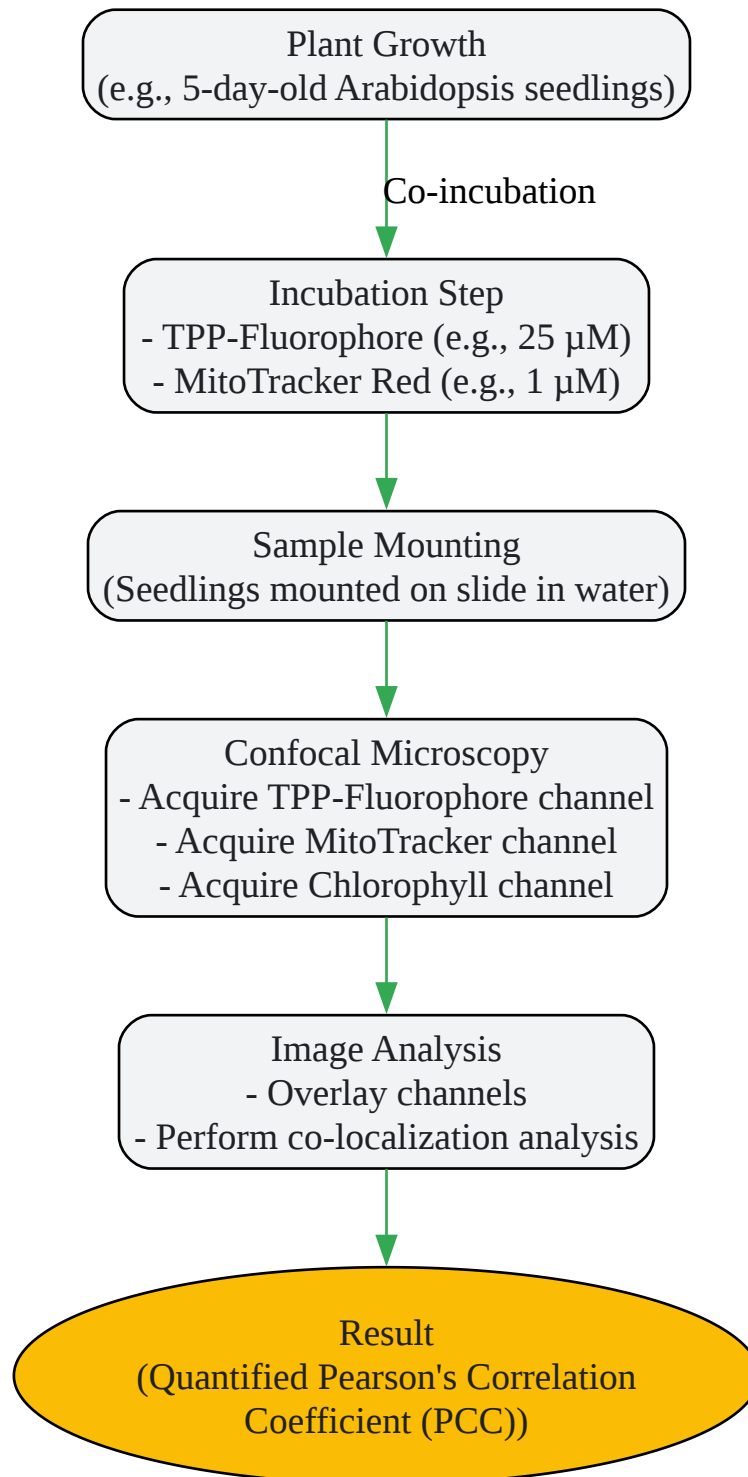 Plant Growth
(e.g., 5-day-old Arabidopsis seedlings)
Co-incubation
Incubation Step
- TPP-Fluorophore (e.g., 25 µM)
- MitoTracker Red (e.g., 1 µM)
Sample Mounting
(Seedlings mounted on slide in water)
Confocal Microscopy
- Acquire TPP-Fluorophore channel
- Acquire MitoTracker channel
- Acquire Chlorophyll channel
Image Analysis
- Overlay channels
- Perform co-localization analysis
Result
(Quantified Pearson's Correlation
Coefficient (PCC))